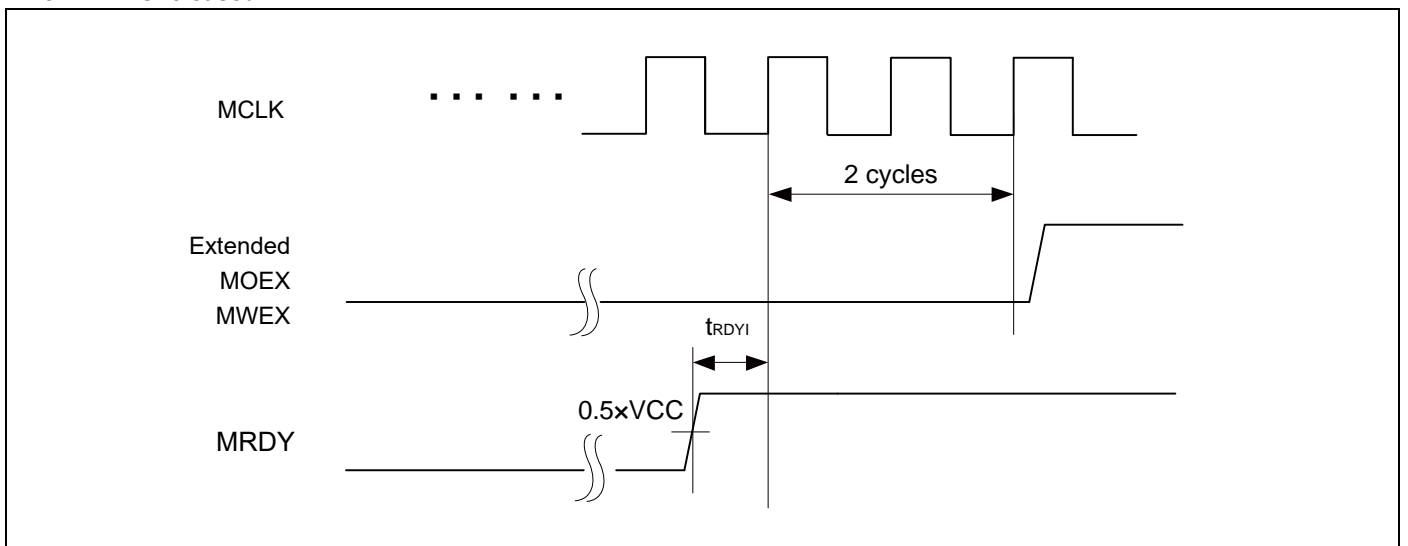 MCLK
... ...
2 cycles
Extended
MOEX
MWEX
tRDYI
0.5×VCC
MRDY